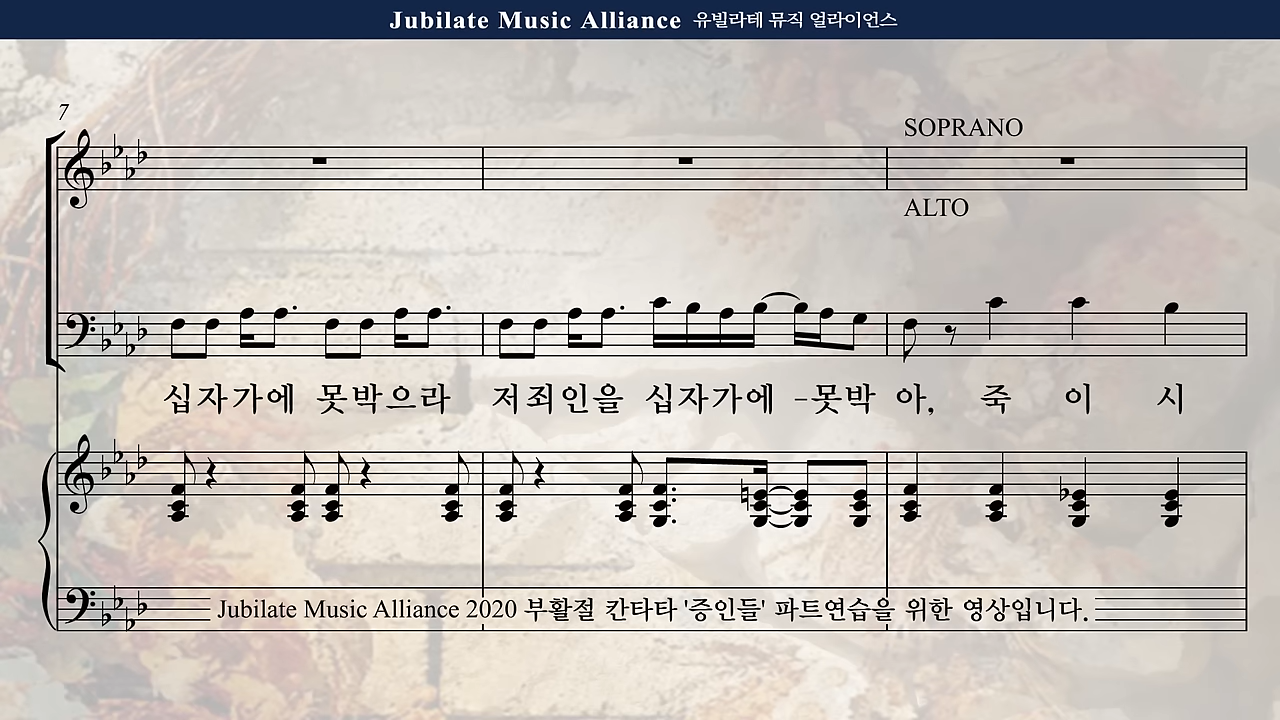 Jubilate Music Alliance 유빌라테 뮤직 얼라이언스
7
SOPRANO
ALTO
십자가에 못박으라 저죄인을 십자가에 -못박 아, 죽 이 시
Jubilate Music Alliance 2020 부활절 칸타타 '증인들' 파트연습을 위한 영상입니다.